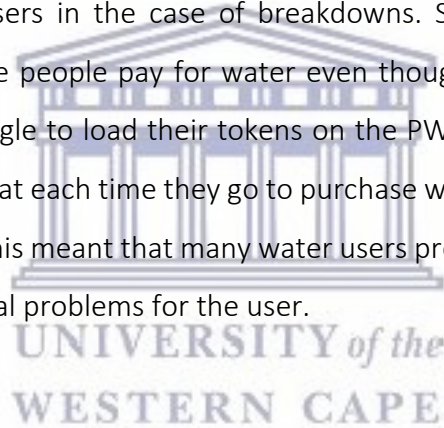 sers in the case of breakdowns. S
e people pay for water even thoug
gle to load their tokens on the PW
at each time they go to purchase w
his meant that many water users pr
al problems for the user.
UNIVERSITY of the
WESTERN CAPE